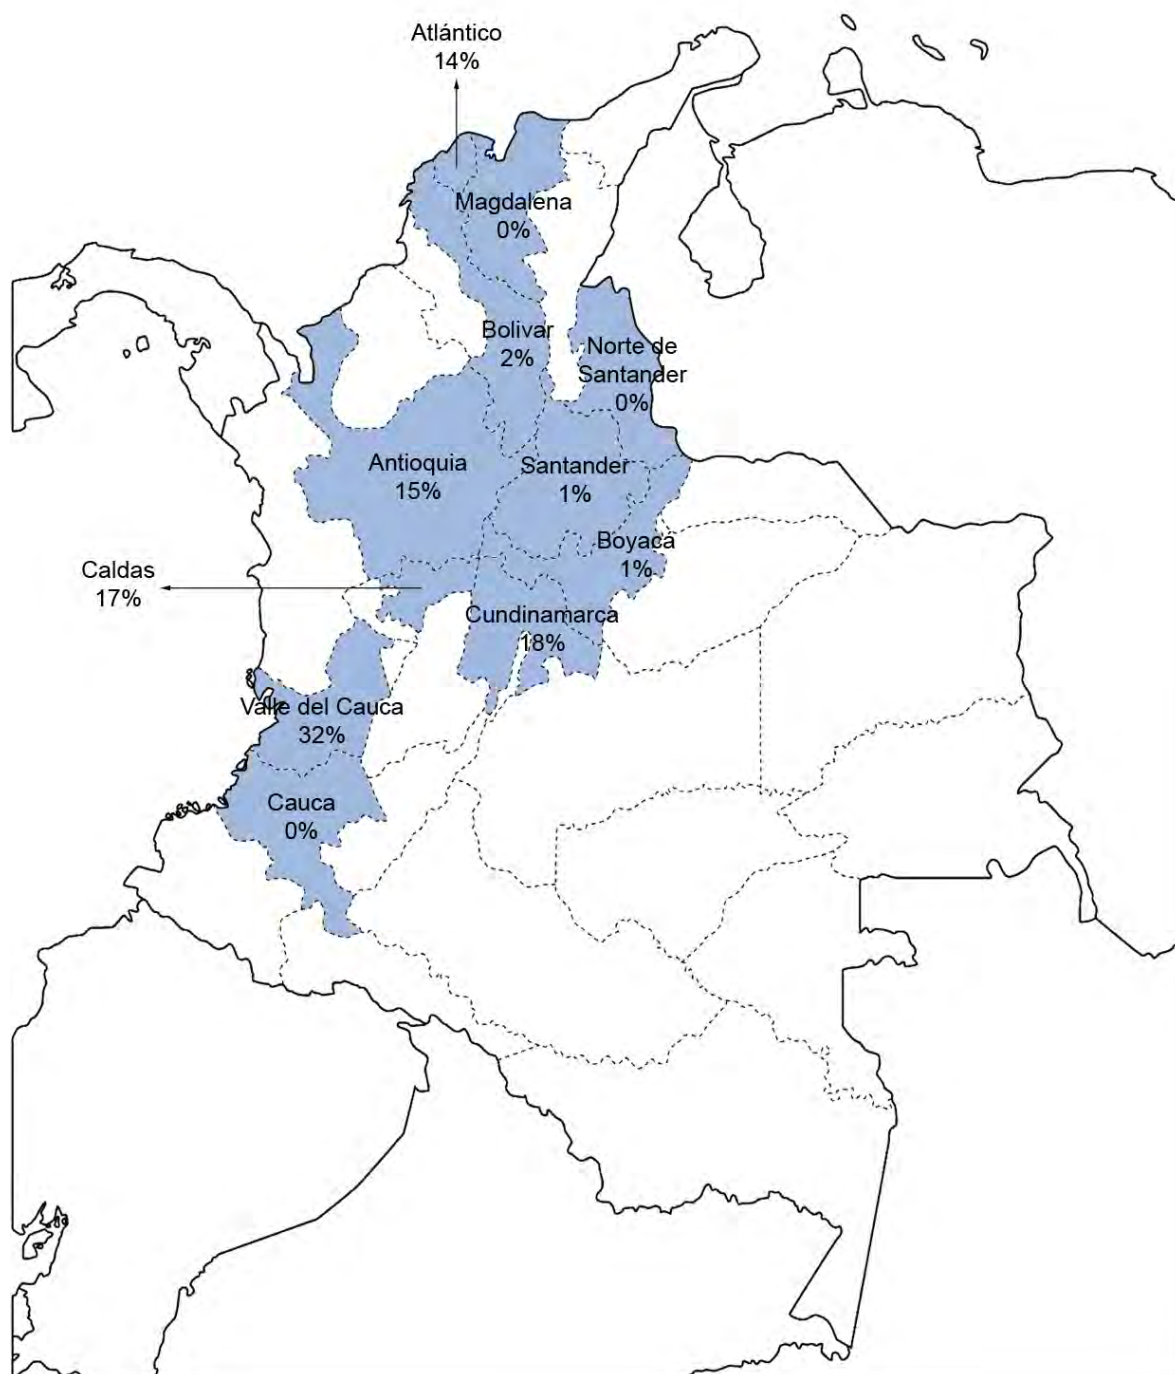 Atlántico
14%
Magdalena
0%
Bolivar
2%
Norte de
Santander
0%
Antioquia
15%
Santander
1%
Boyacá
1%
Caldas
17%
Cundinamarca
18%
Valle del Cauca
32%
Cauca
0%